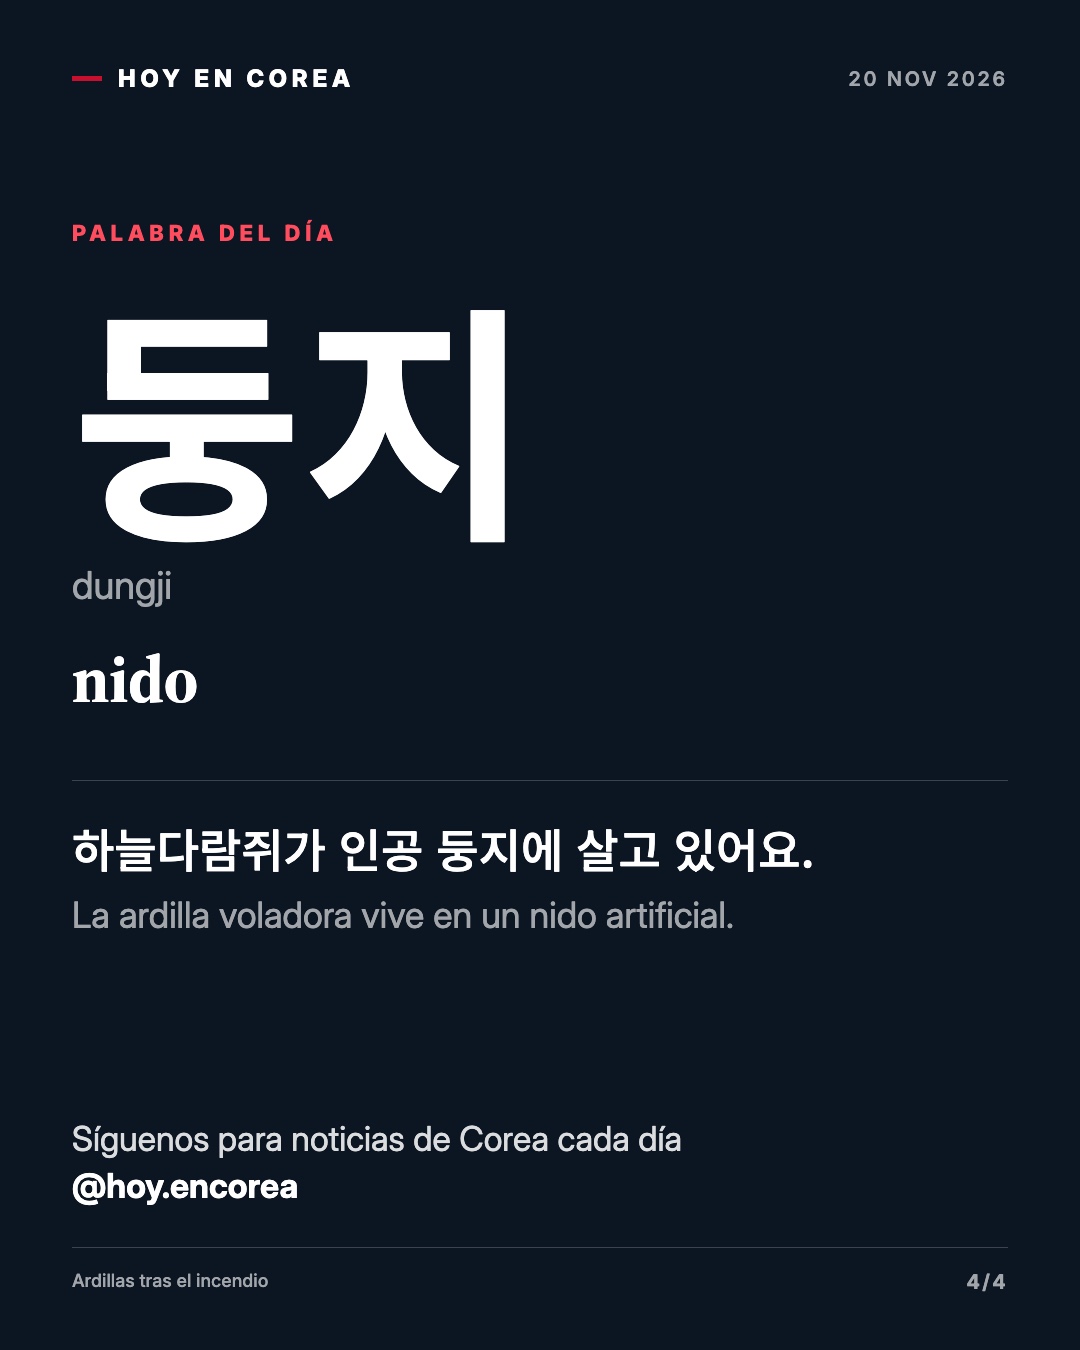 HOY EN COREA
20 NOV 2026
PALABRA DEL DÍA
둥지
dungji
nido
하늘다람쥐가 인공 둥지에 살고 있어요.
La ardilla voladora vive en un nido artificial.
Síguenos para noticias de Corea cada día
@hoy.encorea
Ardillas tras el incendio
4/4